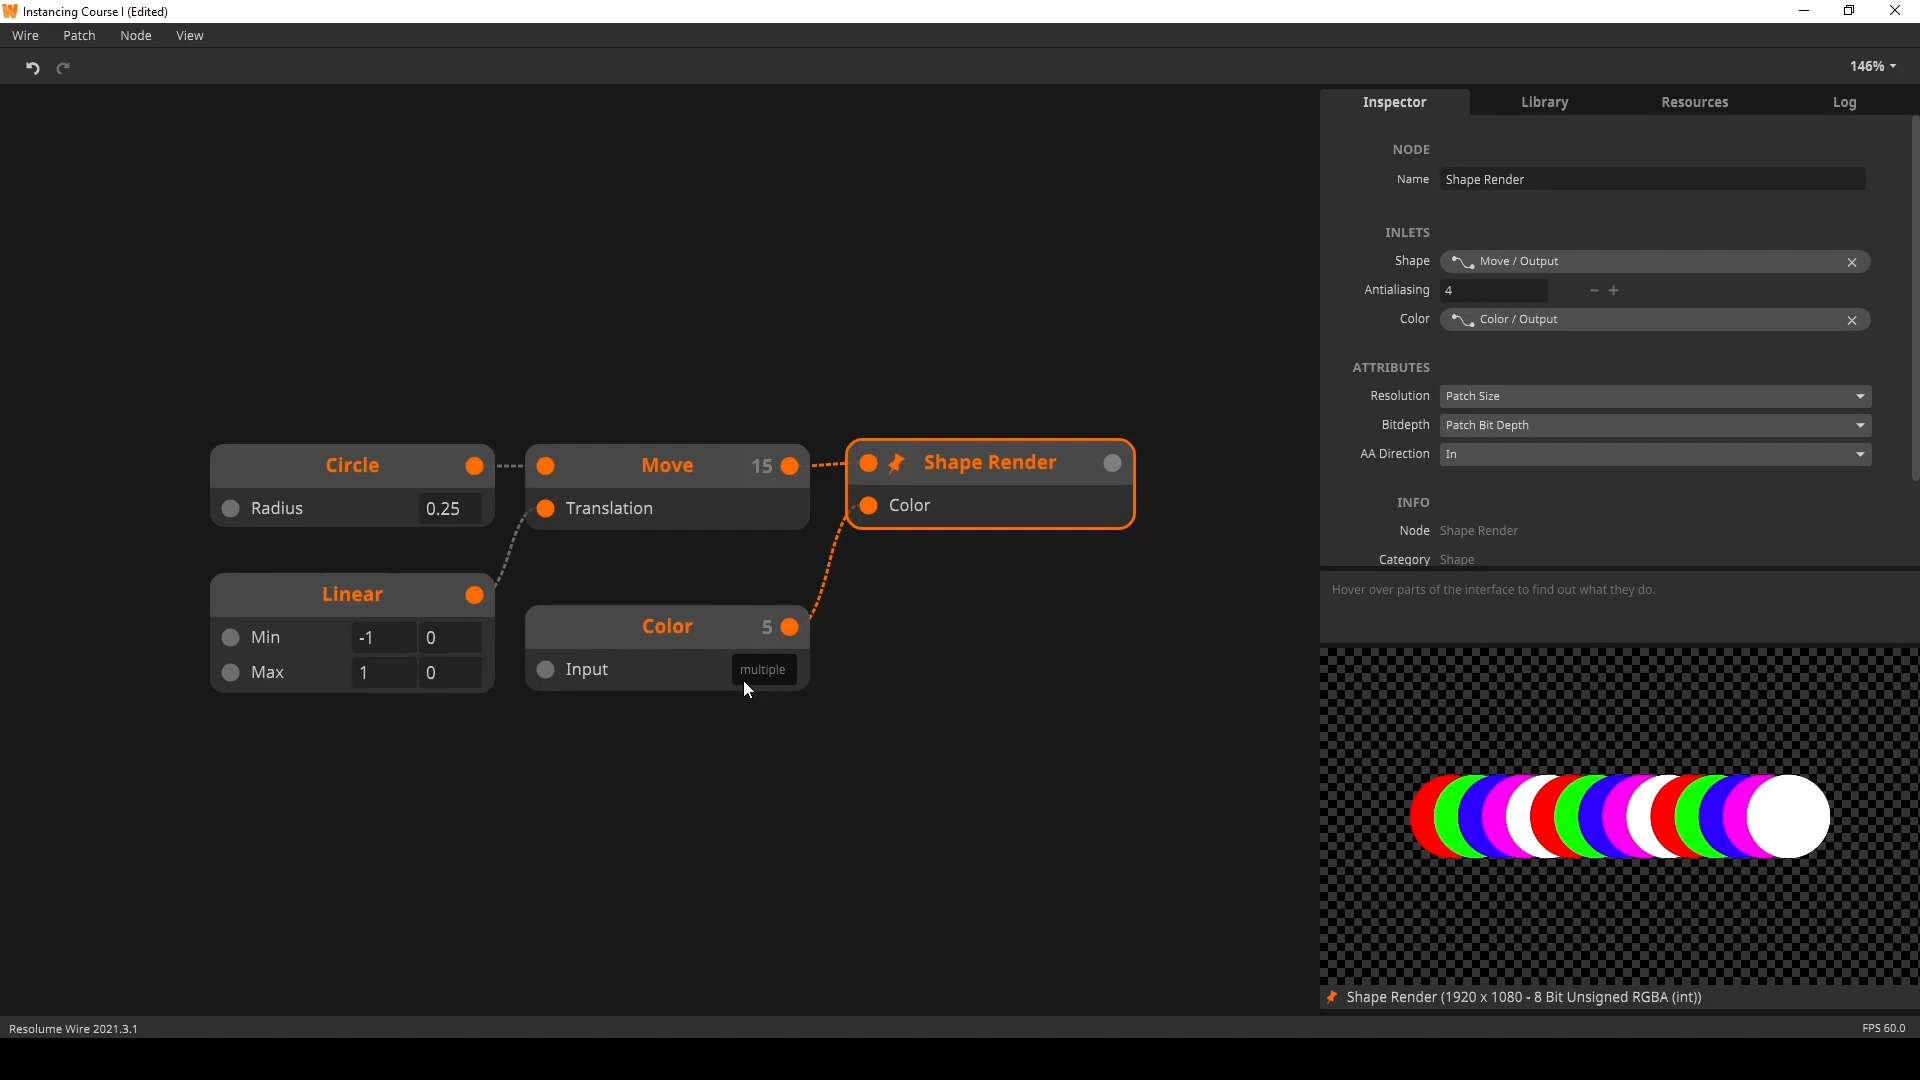 Instancing Course I (Edited)
Wire Patch Node View
146%
Inspector Library Resources Log
NODE
Name Shape Render
INLETS
Shape Move / Output
Antialiasing 4 − +
Color Color / Output
ATTRIBUTES
Resolution Patch Size
Bitdepth Patch Bit Depth
AA Direction In
INFO
Node Shape Render
Category Shape
Hover over parts of the interface to find out what they do.
Circle
Radius 0.25
Move 15
Translation
Shape Render
Color
Linear
Min -1 0
Max 1 0
Color 5
Input multiple
Shape Render (1920 x 1080 - 8 Bit Unsigned RGBA (int))
Resolume Wire 2021.3.1
FPS 60.0